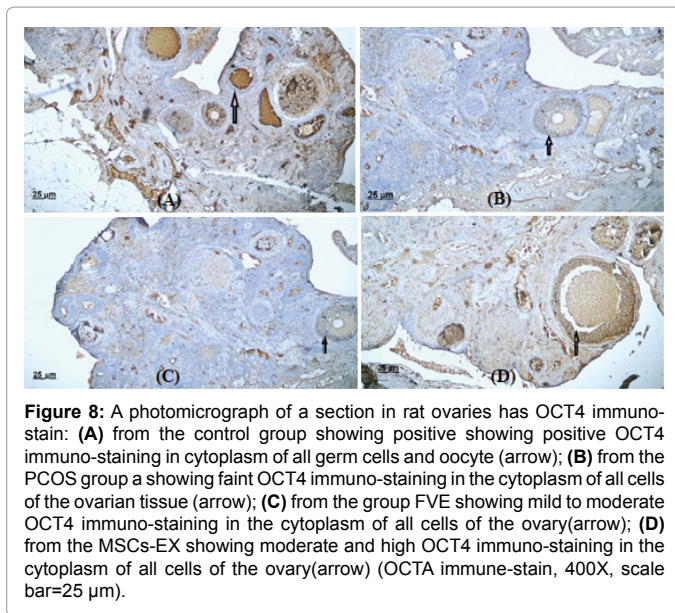 25 μm
(A)
25 μm
(B)
(C)
25 μm
(D)
Figure 8: A photomicrograph of a section in rat ovaries has OCT4 immuno-
stain: (A) from the control group showing positive showing positive OCT4
immuno-staining in cytoplasm of all germ cells and oocyte (arrow); (B) from the
PCOS group a showing faint OCT4 immuno-staining in the cytoplasm of all cells
of the ovarian tissue (arrow); (C) from the group FVE showing mild to moderate
OCT4 immuno-staining in the cytoplasm of all cells of the ovary(arrow); (D)
from the MSCs-EX showing moderate and high OCT4 immuno-staining in the
cytoplasm of all cells of the ovary(arrow) (OCTA immune-stain, 400X, scale
bar=25 μm).